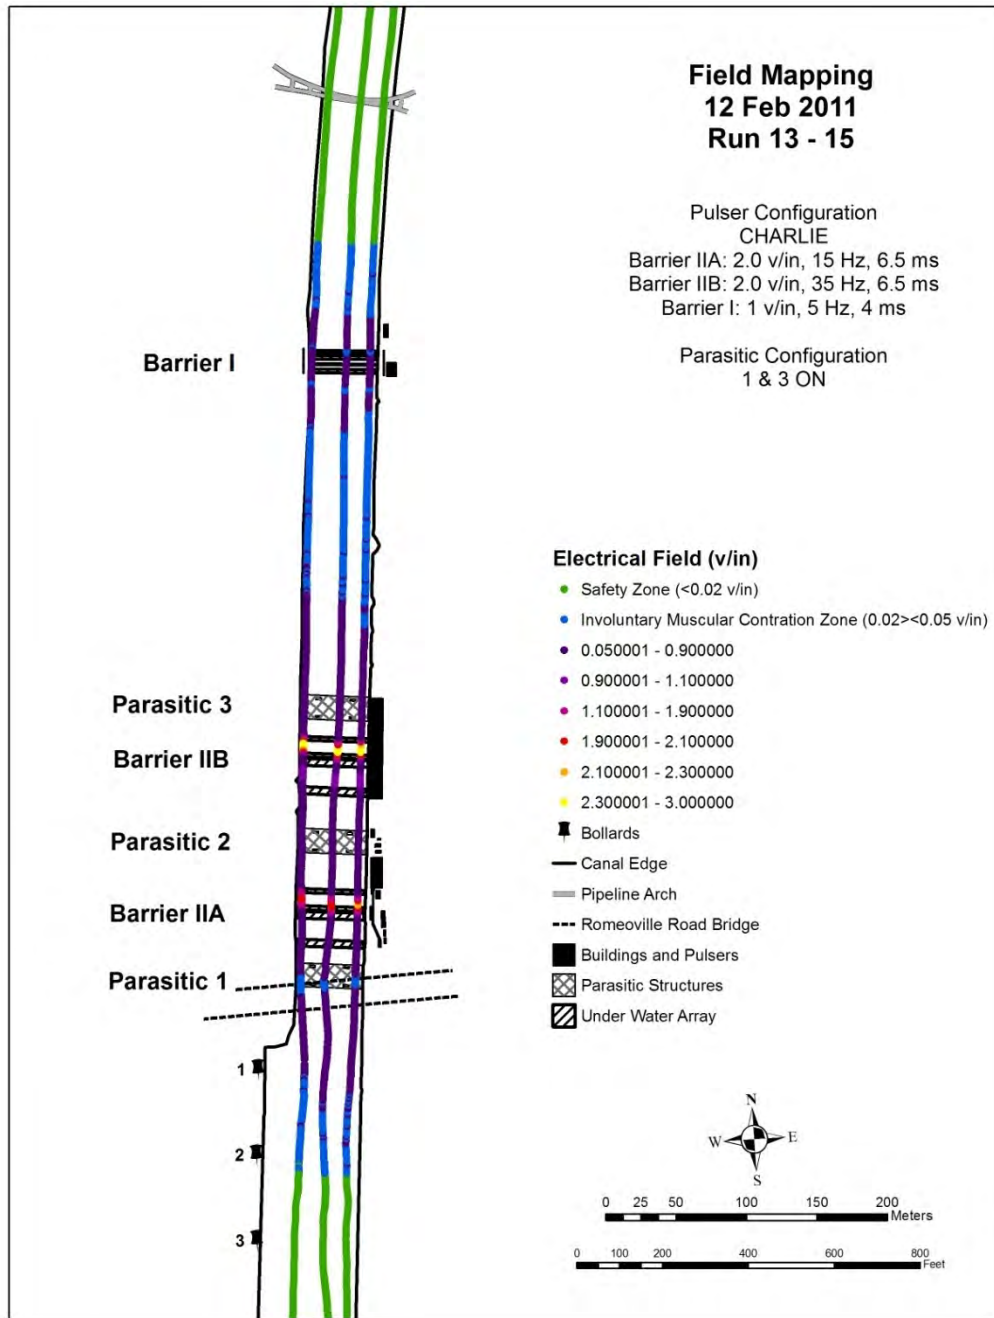 Field Mapping
12 Feb 2011
Run 13 - 15
Pulser Configuration
CHARLIE
Barrier IIA: 2.0 v/in, 15 Hz, 6.5 ms
Barrier IIB: 2.0 v/in, 35 Hz, 6.5 ms
Barrier I: 1 v/in, 5 Hz, 4 ms
Parasitic Configuration
1 & 3 ON
Barrier I
Parasitic 3
Barrier IIB
Parasitic 2
Barrier IIA
Parasitic 1
1
2
3
Electrical Field (v/in)
Safety Zone (<0.02 v/in)
Involuntary Muscular Contration Zone (0.02><0.05 v/in)
0.050001 - 0.900000
0.900001 - 1.100000
1.100001 - 1.900000
1.900001 - 2.100000
2.100001 - 2.300000
2.300001 - 3.000000
Bollards
Canal Edge
Pipeline Arch
Romeoville Road Bridge
Buildings and Pulsers
Parasitic Structures
Under Water Array
N
W E
S
0 25 50 100 150 200
Meters
0 100 200 400 600 800
Feet